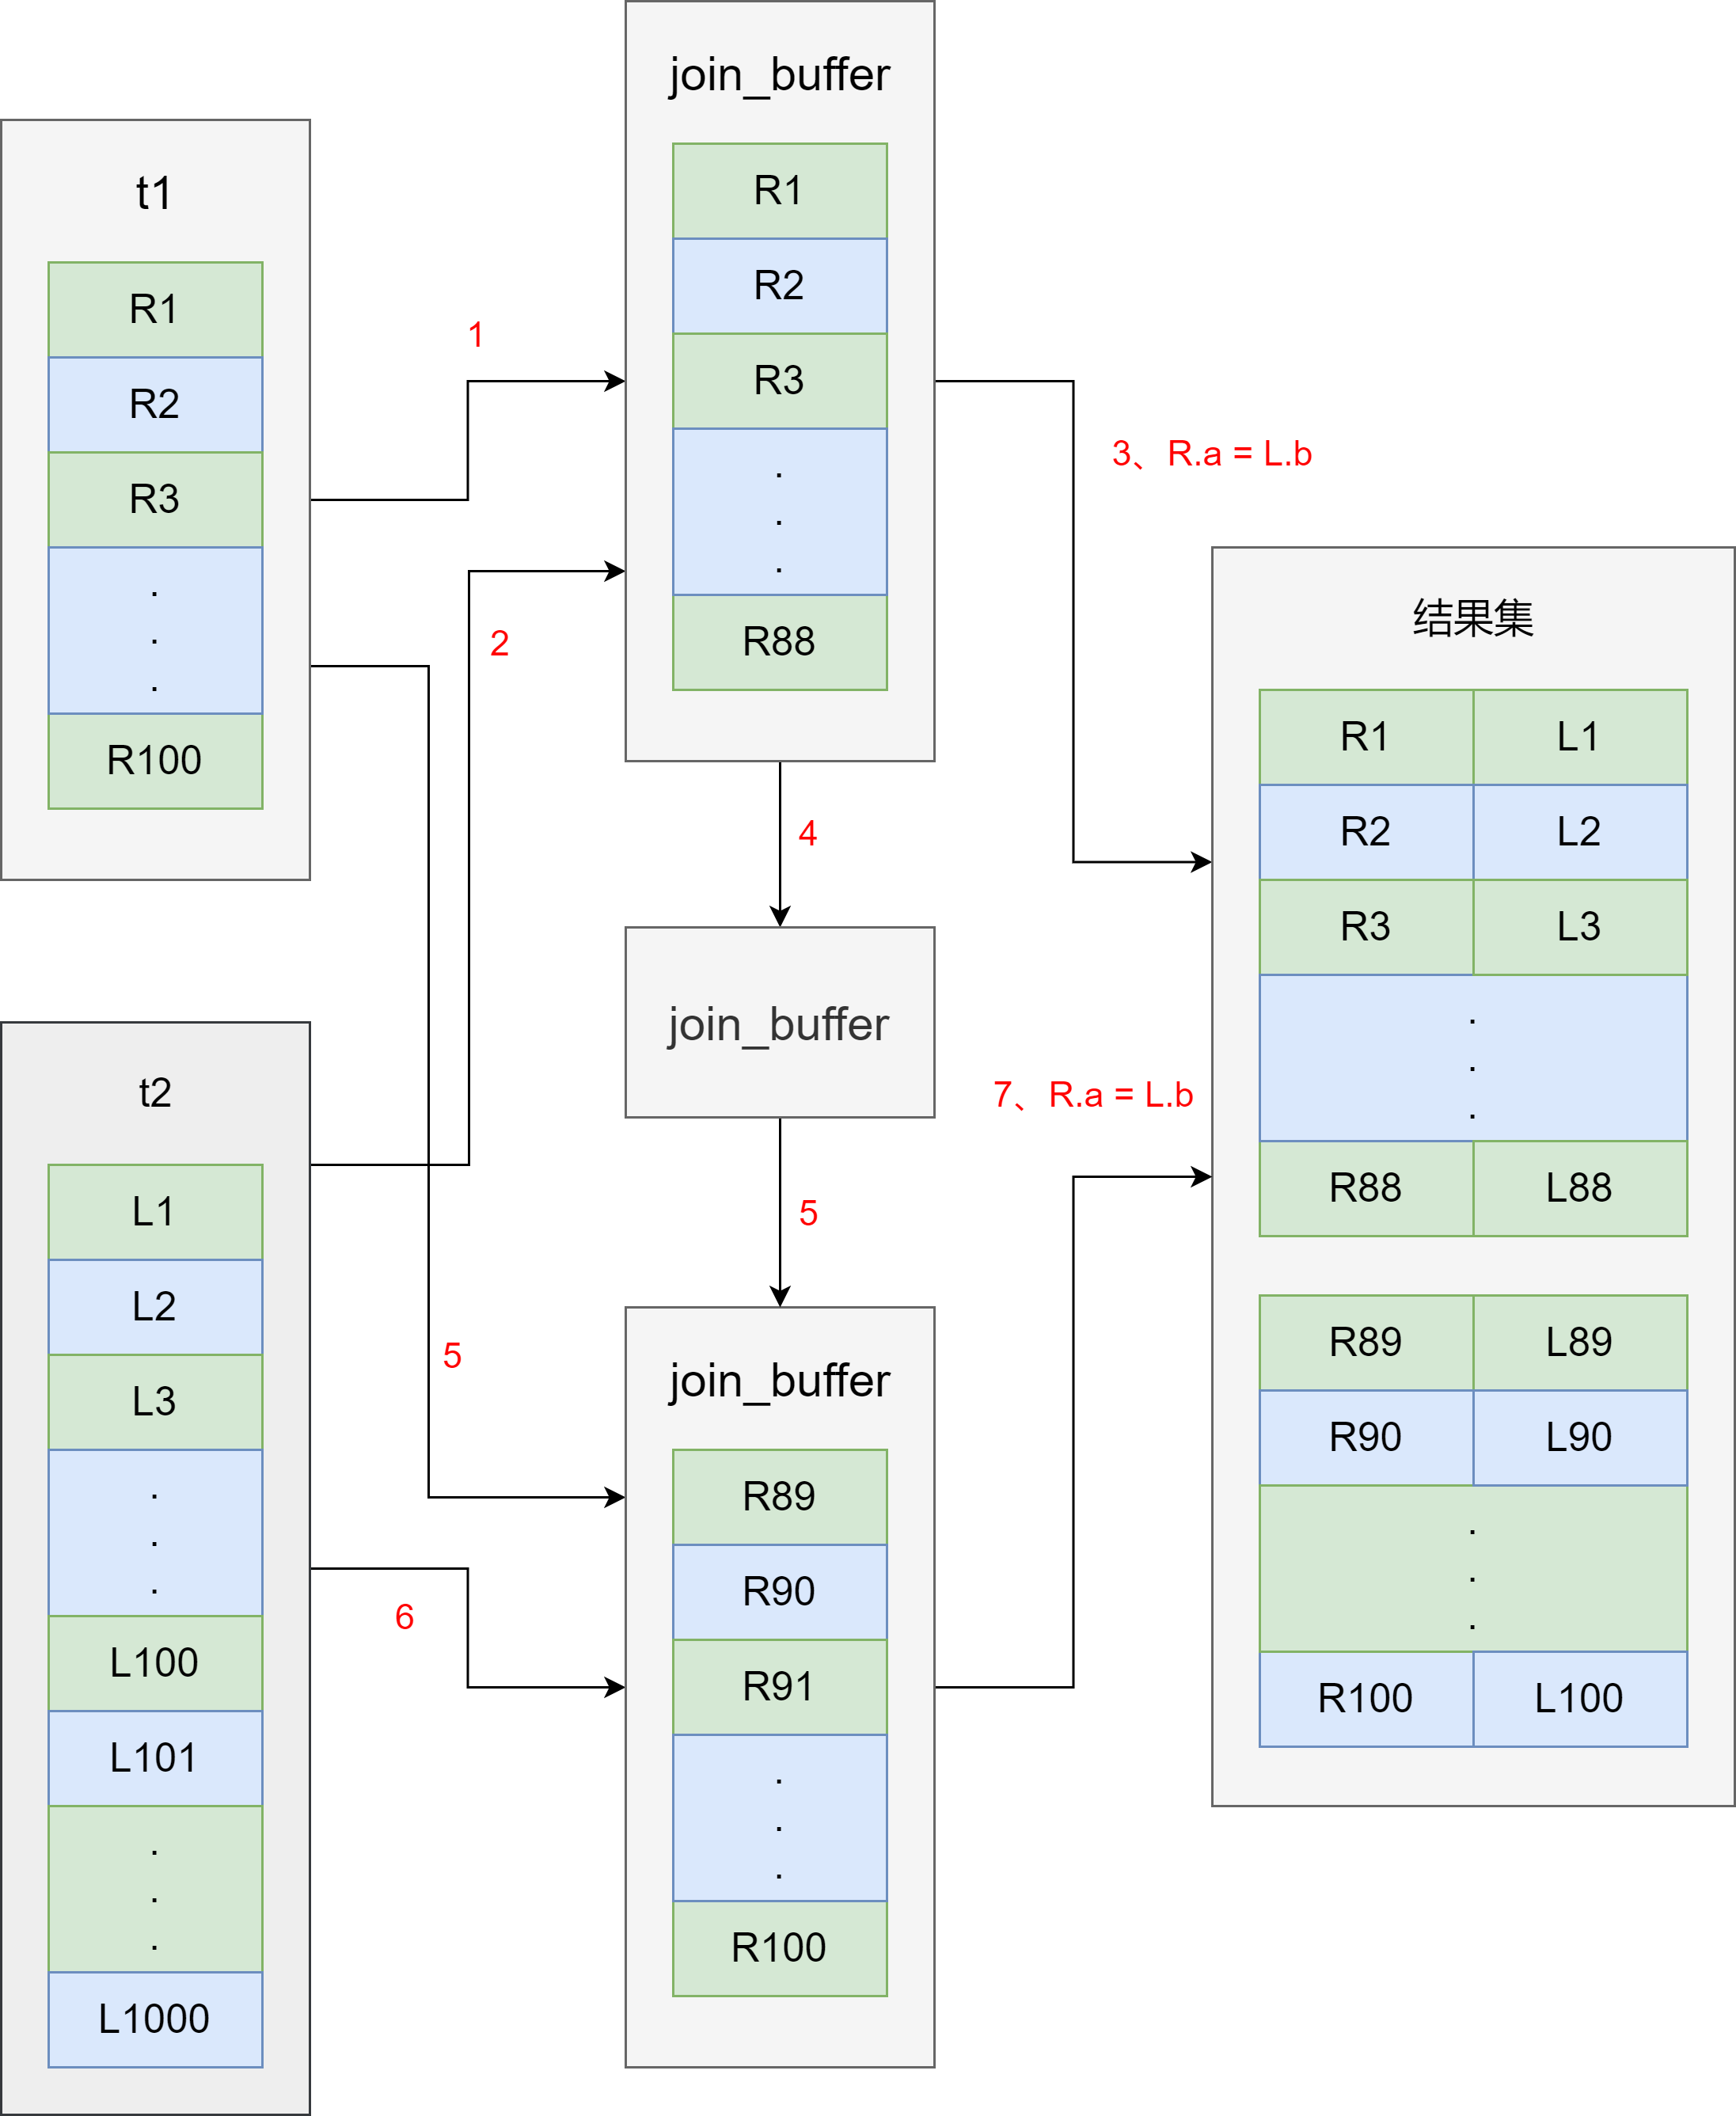 t1
R1
R2
R3
.
.
.
R100
t2
L1
L2
L3
.
.
.
L100
L101
.
.
.
L1000
1
2
5
6
join_buffer
R1
R2
R3
.
.
.
R88
4
join_buffer
5
join_buffer
R89
R90
R91
.
.
.
R100
3、R.a = L.b
7、R.a = L.b
结果集
R1 L1
R2 L2
R3 L3
.
.
.
R88 L88
R89 L89
R90 L90
.
.
.
R100 L100